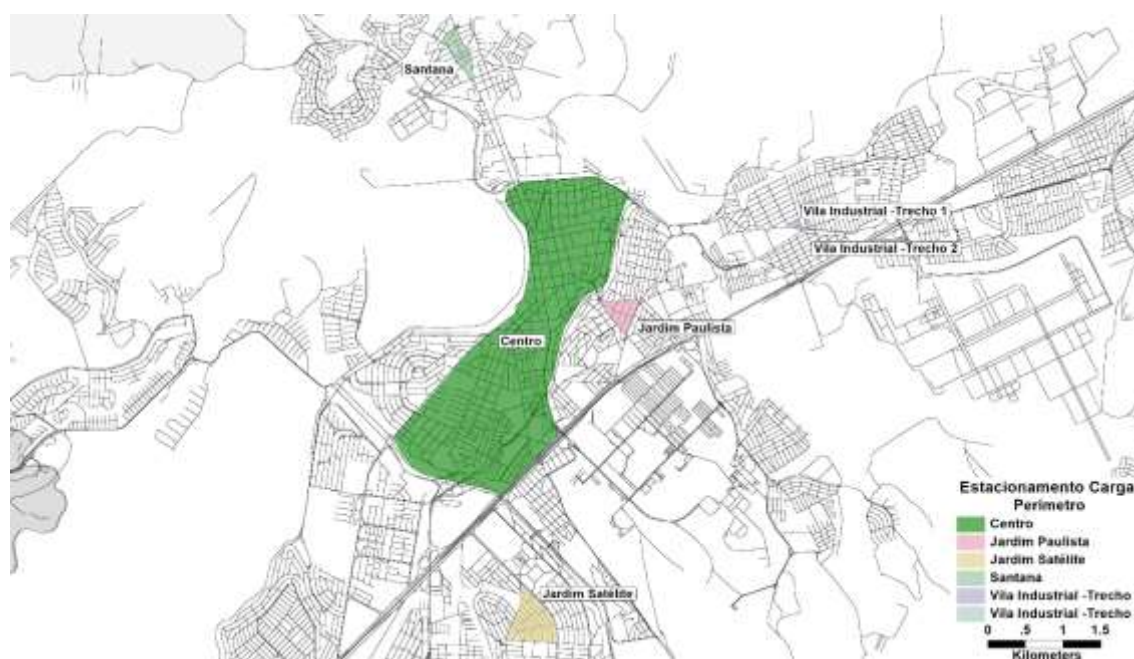 Santana
Vila Industrial -Trecho 1
Vila Industrial -Trecho 2
Jardim Paulista
Centro
Jardim Satélite
Estacionamento Carga
Perímetro
Centro
Jardim Paulista
Jardim Satélite
Santana
Vila Industrial -Trecho
Vila Industrial -Trecho
0 .5 1 1.5
Kilometers